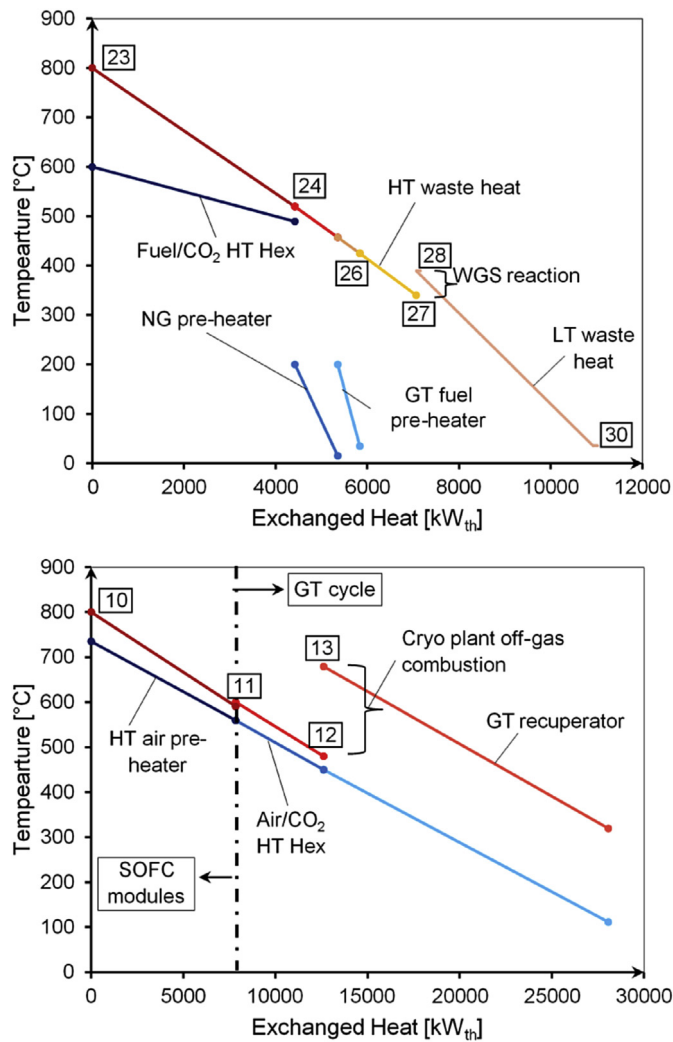 900
800
700
600
500
400
300
200
100
0
Tempearture [°C]
23
24
HT waste heat
Fuel/CO₂ HT Hex
26
28
WGS reaction
27
NG pre-heater
GT fuel
pre-heater
LT waste
heat
30
0 2000 4000 6000 8000 10000 12000
Exchanged Heat [kWth]
900
800
700
600
500
400
300
200
100
0
Tempearture [°C]
GT cycle
10
11
13
Cryo plant off-gas
combustion
12
GT recuperator
HT air pre-
heater
Air/CO₂
HT Hex
SOFC
modules
0 5000 10000 15000 20000 25000 30000
Exchanged Heat [kWth]